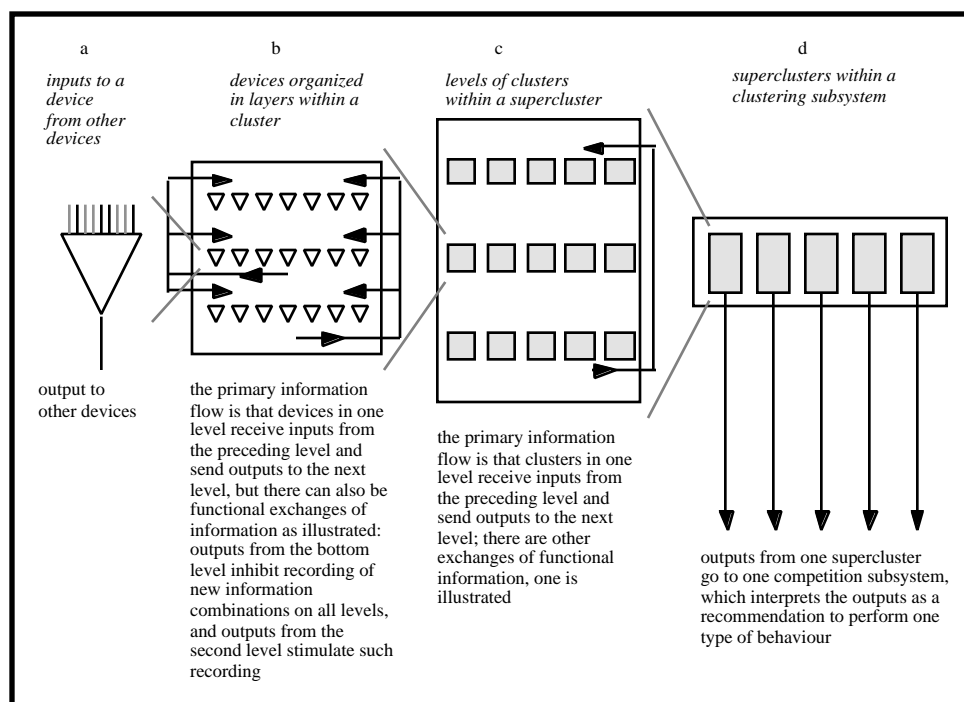 a
inputs to a
device
from other
devices
output to
other devices
b
devices organized
in layers within a
cluster
the primary information
flow is that devices in one
level receive inputs from
the preceding level and
send outputs to the next
level, but there can also be
functional exchanges of
information as illustrated:
outputs from the bottom
level inhibit recording of
new information
combinations on all levels,
and outputs from the
second level stimulate such
recording
c
levels of clusters
within a supercluster
the primary information
flow is that clusters in one
level receive inputs from
the preceding level and
send outputs to the next
level; there are other
exchanges of functional
information, one is
illustrated
d
superclusters within a
clustering subsystem
outputs from one supercluster
go to one competition subsystem,
which interprets the outputs as a
recommendation to perform one
type of behaviour